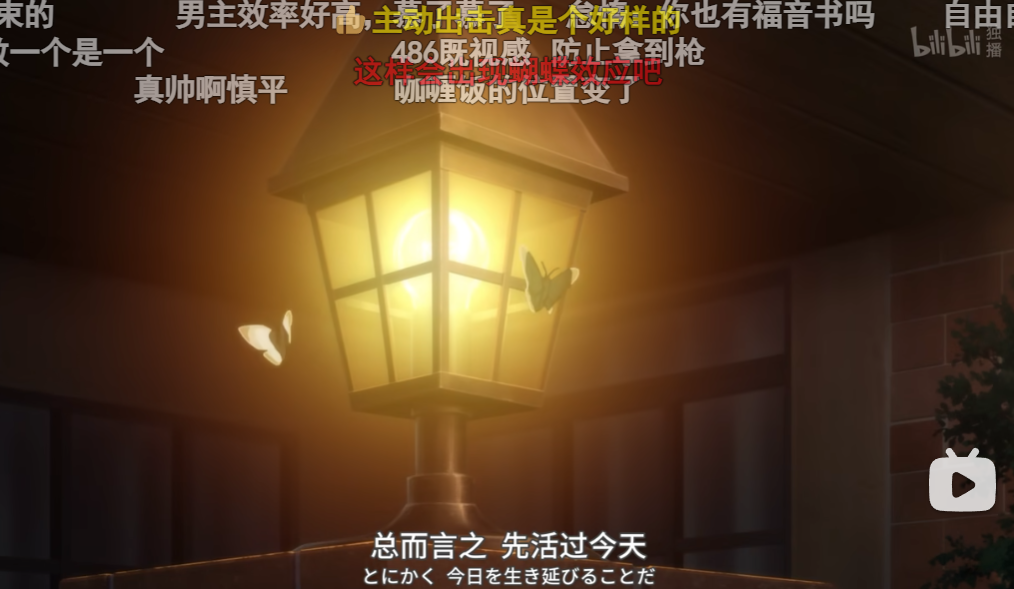 束的
男主效率好高，
你也有福音书吗
自由
主动出击真是个好样的
bilibili 独播
一个是一个
486既视感
防止拿到枪
这样会出现蝴蝶效应吧
真帅啊慎平
咖喱饭的位置变了
总而言之 先活过今天
とにかく 今日を生き延びることだ